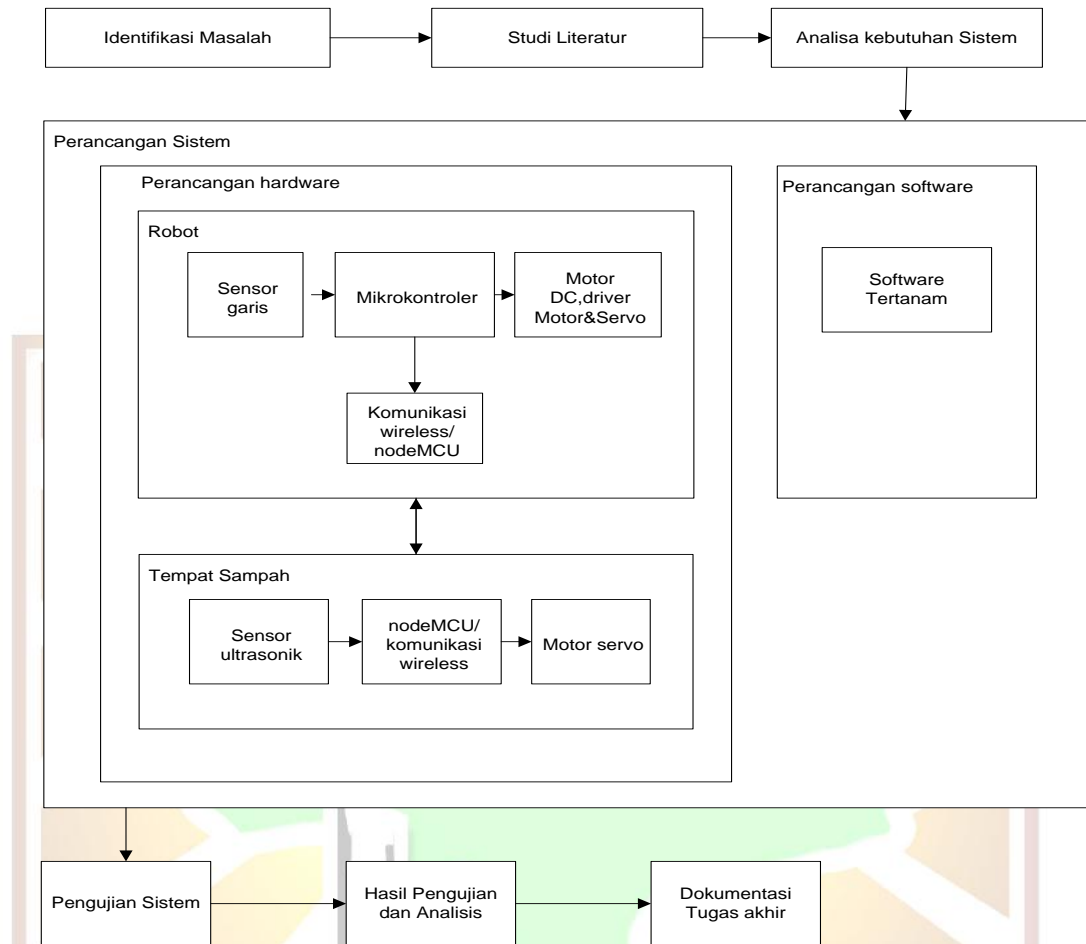 Identifikasi Masalah
Studi Literatur
Analisa kebutuhan Sistem
Perancangan Sistem
Perancangan hardware
Robot
Sensor
garis
Mikrokontroler
Motor
DC,driver
Motor&Servo
Komunikasi
wireless/
nodeMCU
Tempat Sampah
Sensor
ultrasonik
nodeMCU/
komunikasi
wireless
Motor servo
Perancangan software
Software
Tertanam
Pengujian Sistem
Hasil Pengujian
dan Analisis
Dokumentasi
Tugas akhir